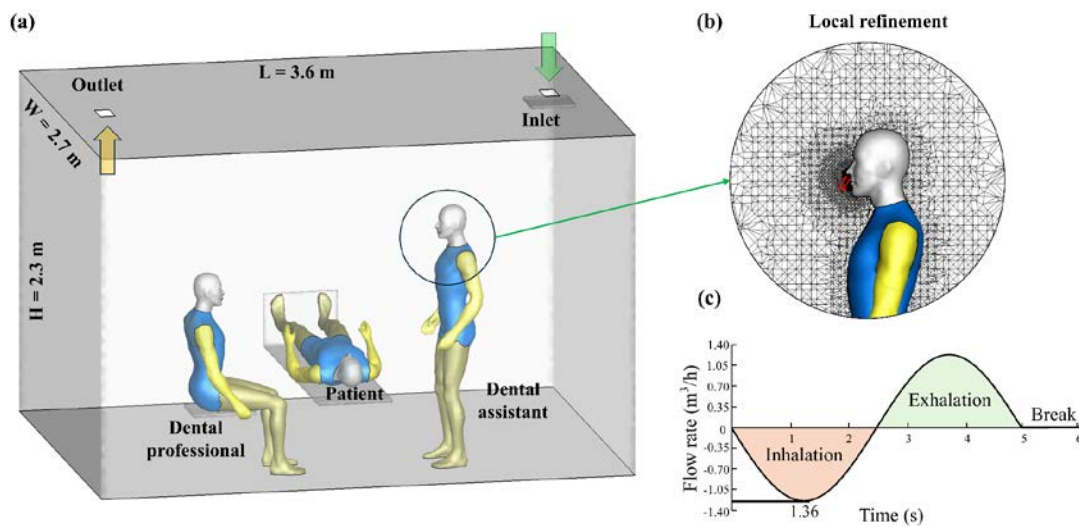 (a)
L = 3.6 m
Outlet
Inlet
W = 2.7 m
H = 2.3 m
Dental
professional
Patient
Dental
assistant
(b)
Local refinement
(c)
Flow rate (m³/h)
1.40
1.05
0.70
0.35
0
-0.35
-0.70
-1.05
-1.40
Inhalation
Exhalation
Break
1
2
3
4
5
6
1.36
Time (s)